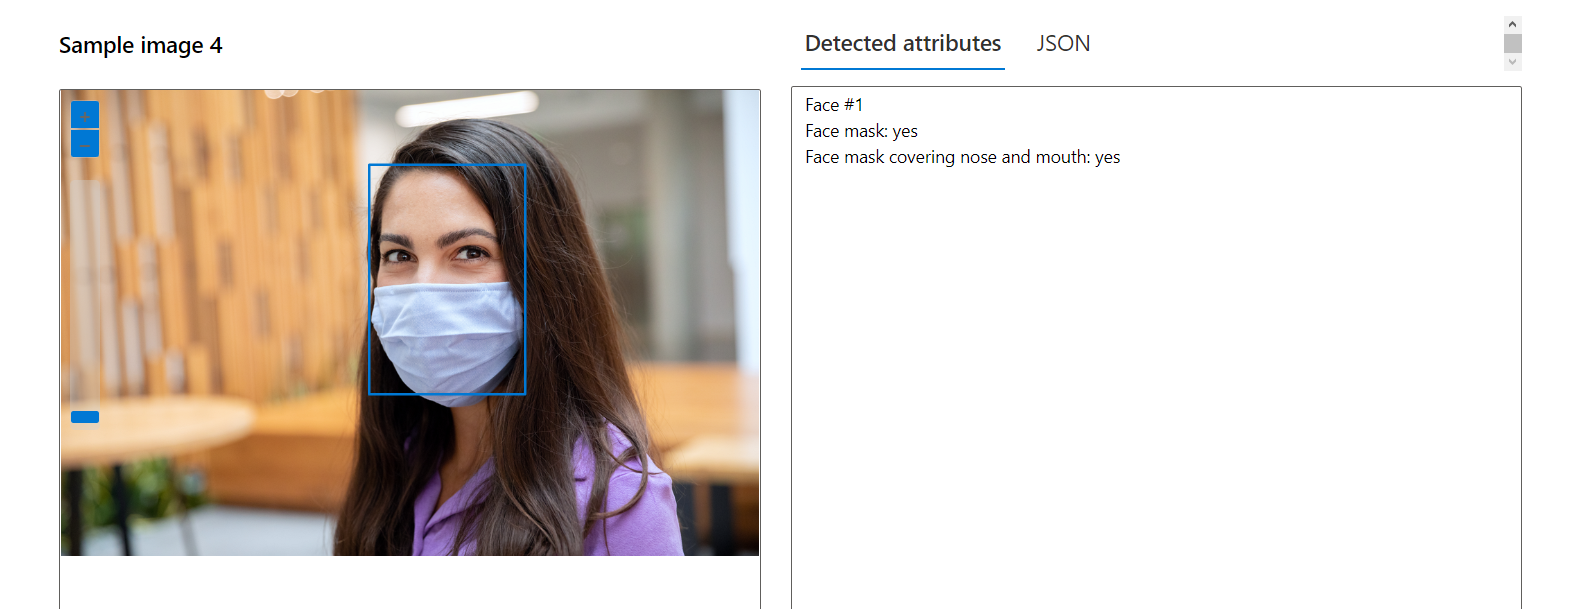 Sample image 4
Detected attributes JSON
Face #1
Face mask: yes
Face mask covering nose and mouth: yes